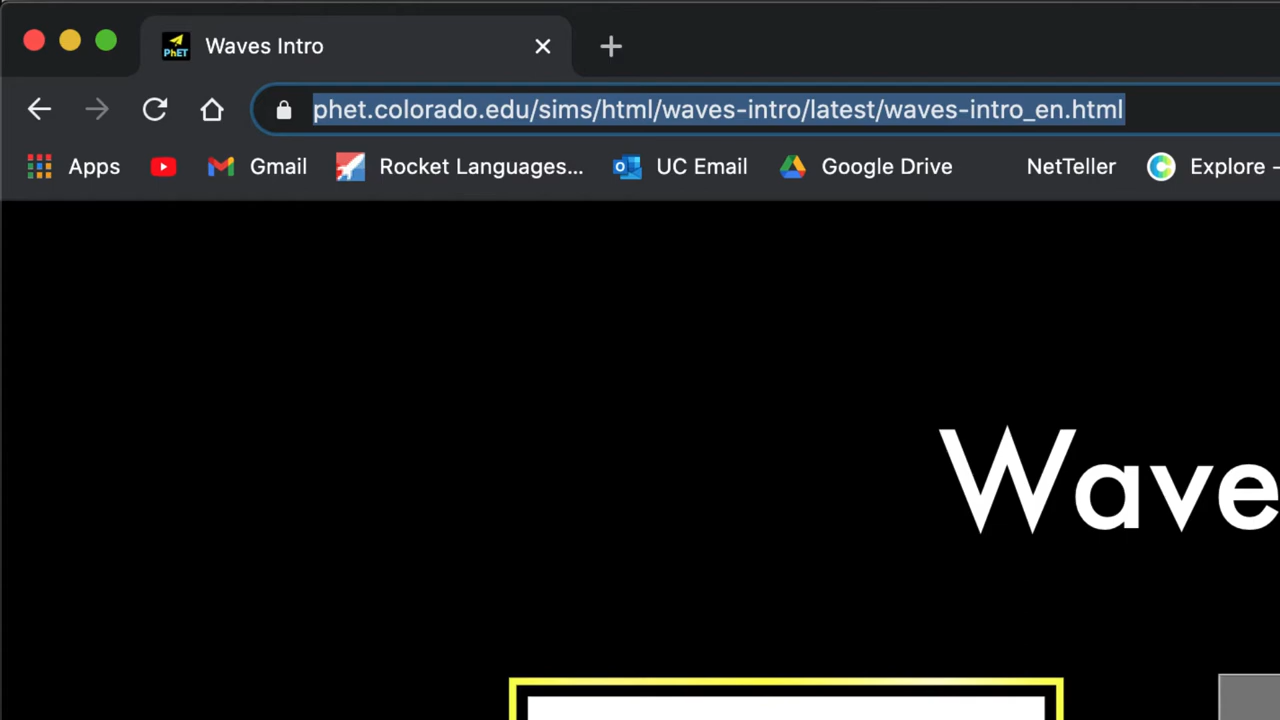 PhET Waves Intro
phet.colorado.edu/sims/html/waves-intro/latest/waves-intro_en.html
Apps Gmail Rocket Languages... UC Email Google Drive NetTeller Explore -
Wave